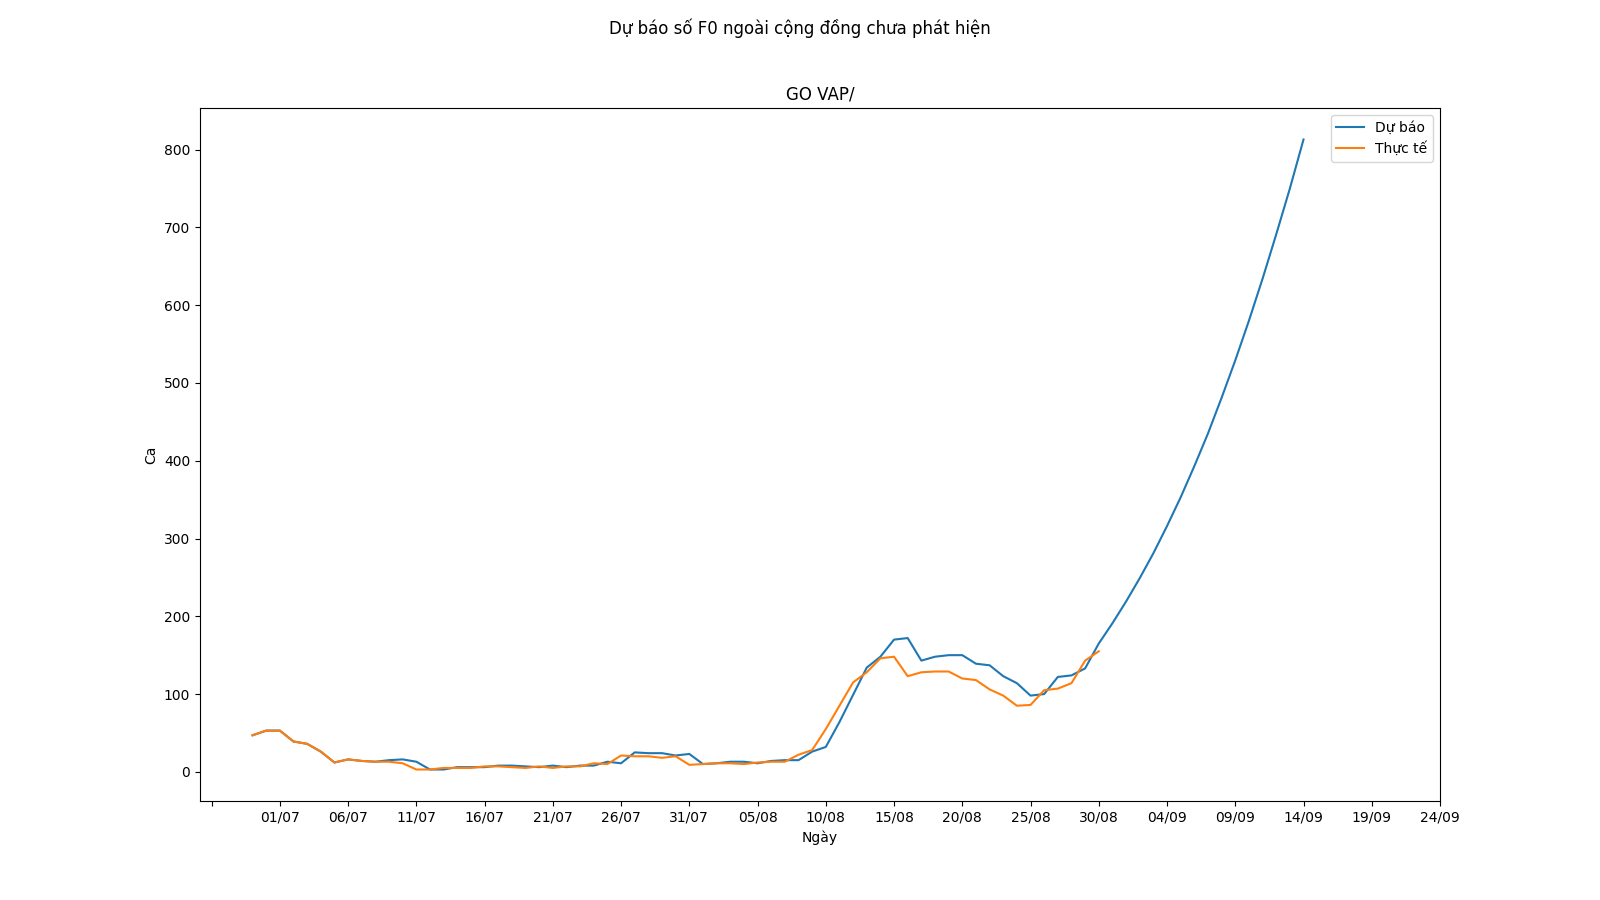 Dự báo số F0 ngoài cộng đồng chưa phát hiện
GO VAP/
Dự báo
Thực tế
800
700
600
500
400
300
200
100
0
Ca
01/07 06/07 11/07 16/07 21/07 26/07 31/07 05/08 10/08 15/08 20/08 25/08 30/08 04/09 09/09 14/09 19/09 24/09
Ngày